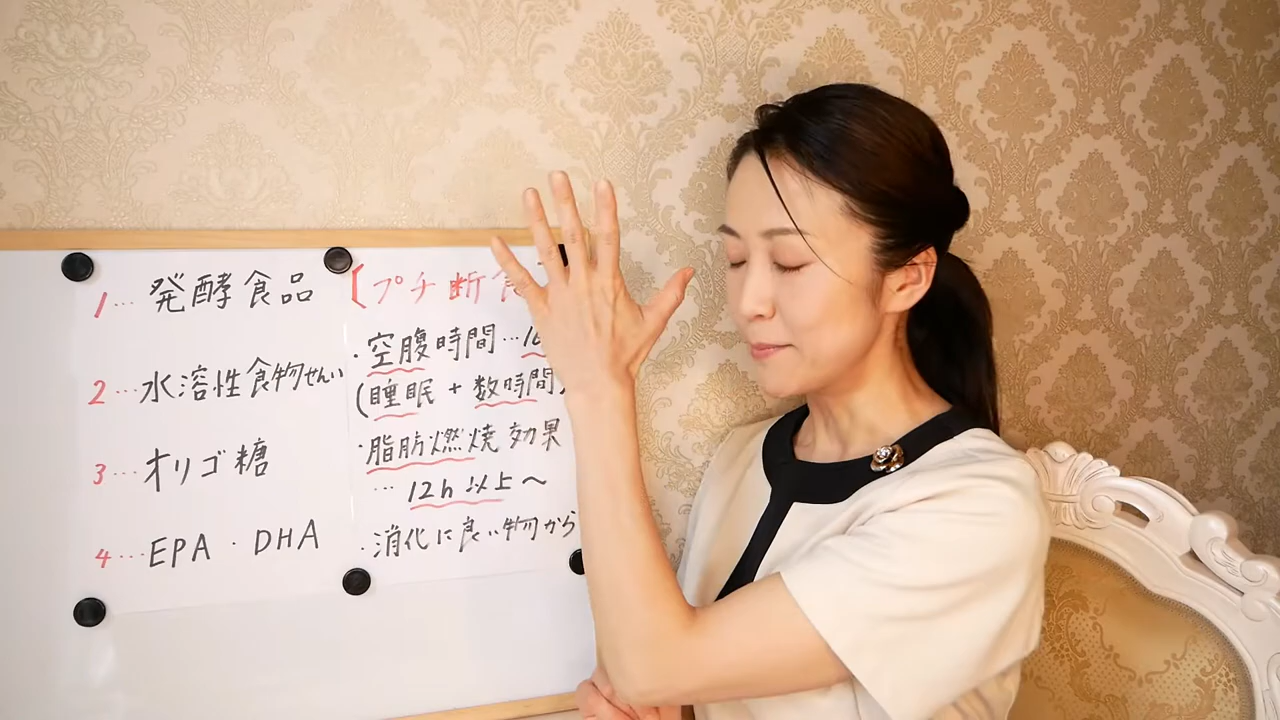 1… 発酵食品
2… 水溶性食物せんい
3… オリゴ糖
4… EPA・DHA
【プチ断食
・空腹時間…
(睡眠 + 数時間)
・脂肪燃焼効果
… 12h以上〜
・消化に良い物から